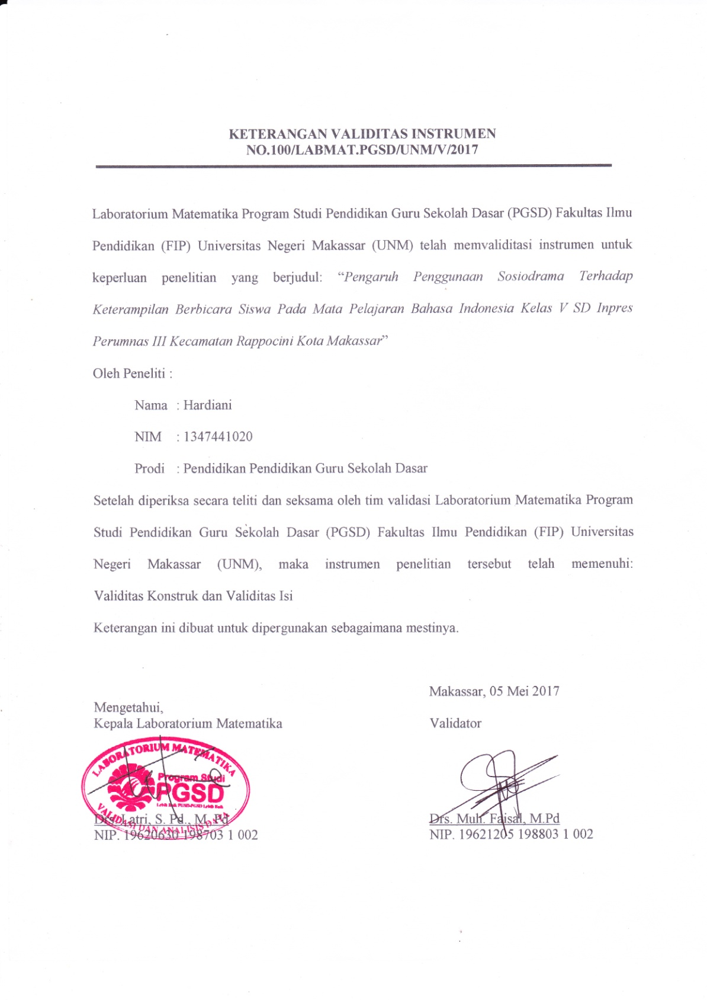 KETERANGAN VALIDITAS INSTRUMEN
NO.100/LABMAT.PGSD/UNM/V/2017
Laboratorium Matematika Program Studi Pendidikan Guru Sekolah Dasar (PGSD) Fakultas Ilmu
Pendidikan (FIP) Universitas Negeri Makassar (UNM) telah memvaliditasi instrumen untuk
keperluan penelitian yang berjudul: “Pengaruh Penggunaan Sosiodrama Terhadap
Keterampilan Berbicara Siswa Pada Mata Pelajaran Bahasa Indonesia Kelas V SD Inpres
Perumnas III Kecamatan Rappocini Kota Makassar”
Oleh Peneliti :
Nama : Hardiani
NIM : 1347441020
Prodi : Pendidikan Pendidikan Guru Sekolah Dasar
Setelah diperiksa secara teliti dan seksama oleh tim validasi Laboratorium Matematika Program
Studi Pendidikan Guru Sekolah Dasar (PGSD) Fakultas Ilmu Pendidikan (FIP) Universitas
Negeri Makassar (UNM), maka instrumen penelitian tersebut telah memenuhi:
Validitas Konstruk dan Validitas Isi
Keterangan ini dibuat untuk dipergunakan sebagaimana mestinya.
Makassar, 05 Mei 2017
Mengetahui,
Kepala Laboratorium Matematika
Validator
LABORATORIUM MATEMATIKA
Program Studi
PGSD
VALIDASI DAN ANALISIS DATA
Latri, S. Pd., M. Pd
NIP. 19620630 198703 1 002
Drs. Muh. Faisal, M.Pd
NIP. 19621205 198803 1 002